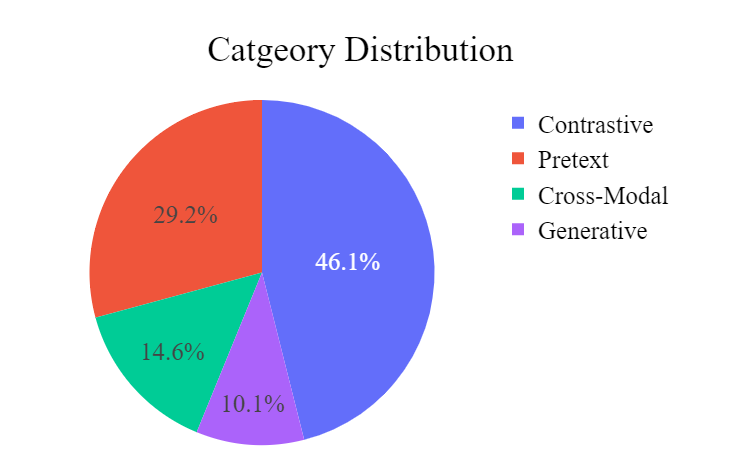 Catgeory Distribution
Contrastive
Pretext
Cross-Modal
Generative
29.2%
46.1%
14.6%
10.1%